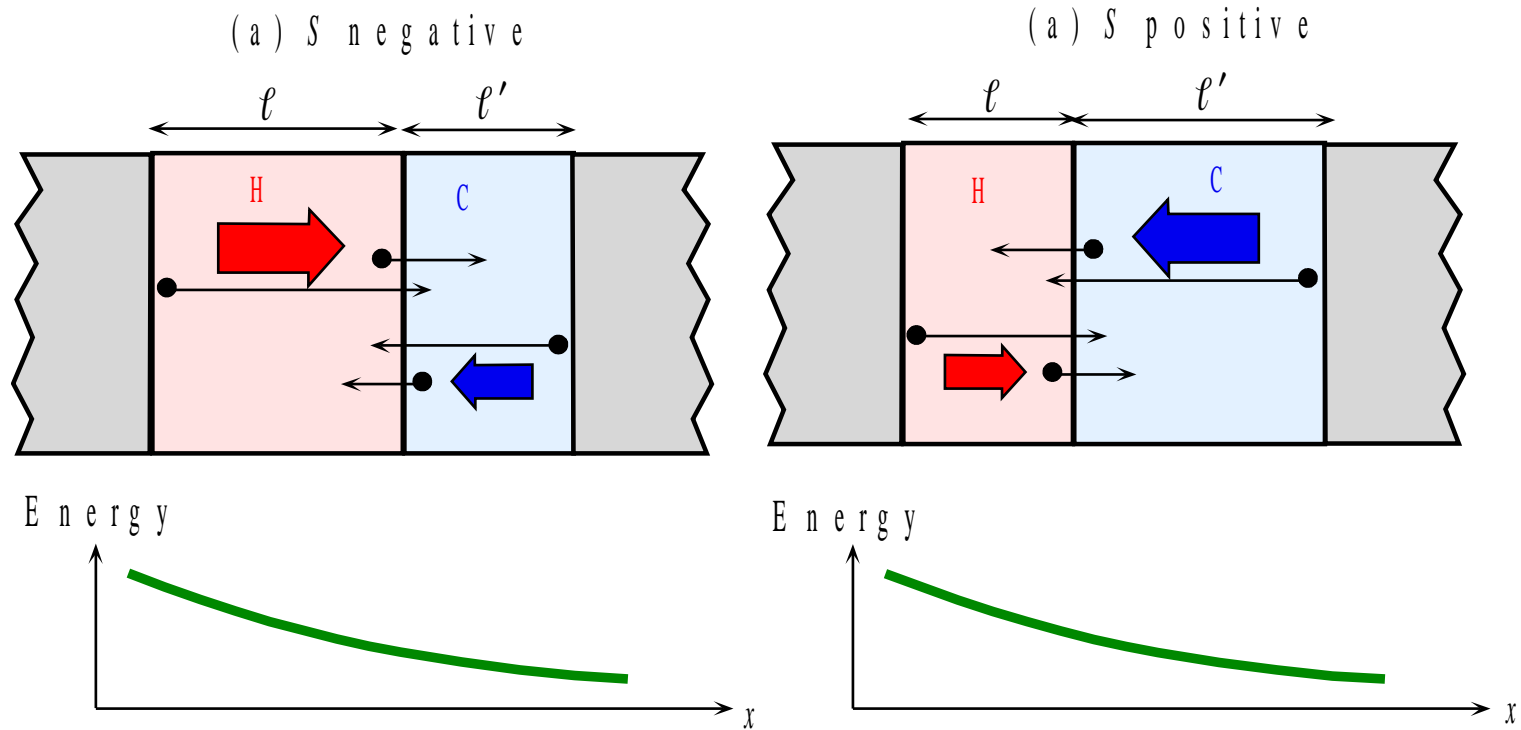 (a) S negative
ℓ ℓ′
H C
Energy
x
(a) S positive
ℓ ℓ′
H C
Energy
x